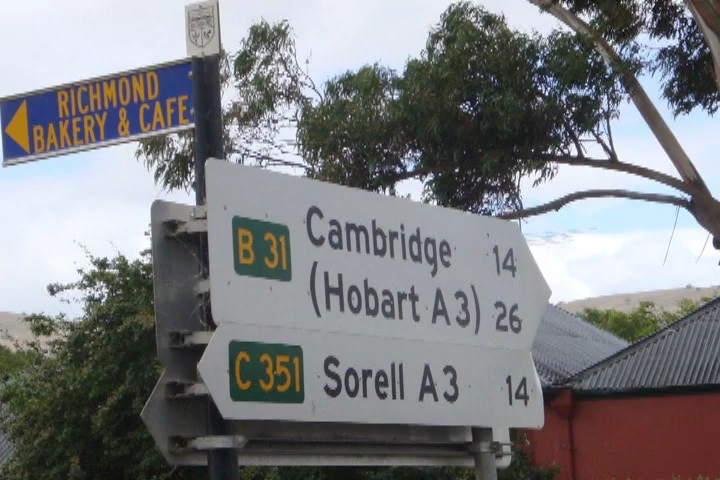 RICHMOND
BAKERY & CAFE
B 31 Cambridge 14
(Hobart A3) 26
C 351 Sorell A3 14